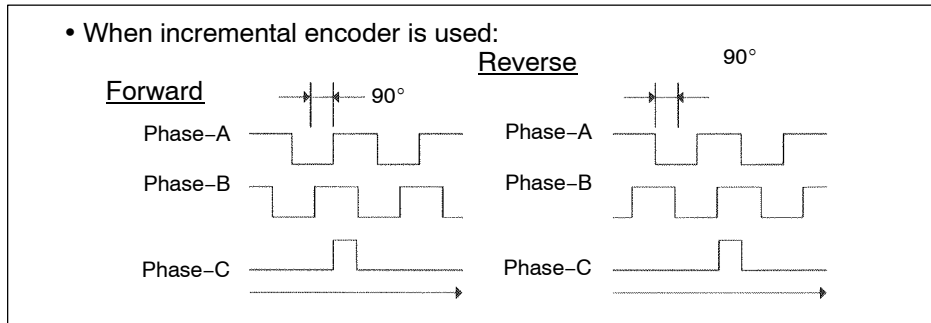 • When incremental encoder is used:
Forward
90°
Phase−A
Phase−B
Phase−C
Reverse
90°
Phase−A
Phase−B
Phase−C